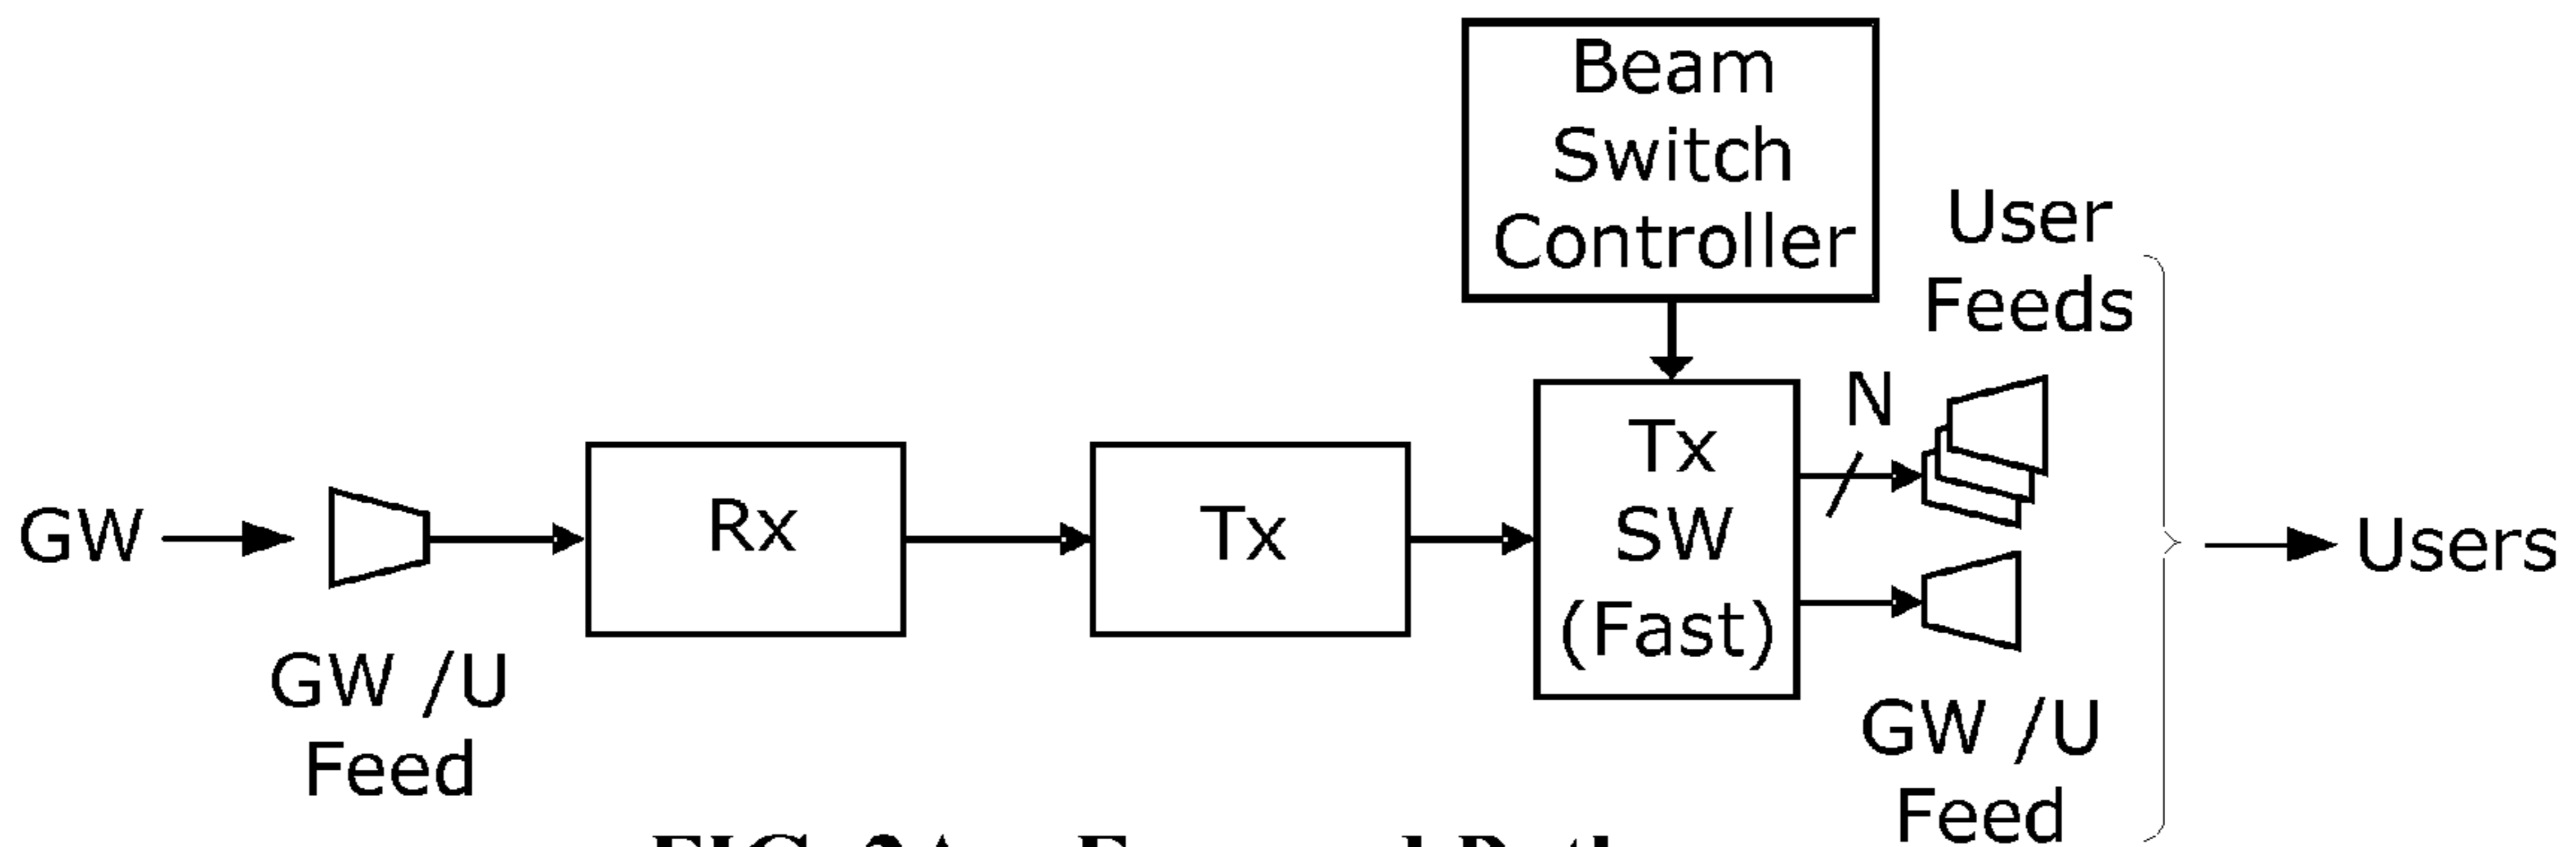 Beam
Switch
Controller
User
Feeds
N
GW
Rx
Tx
Tx
SW
(Fast)
Users
GW /U
Feed
GW /U
Feed